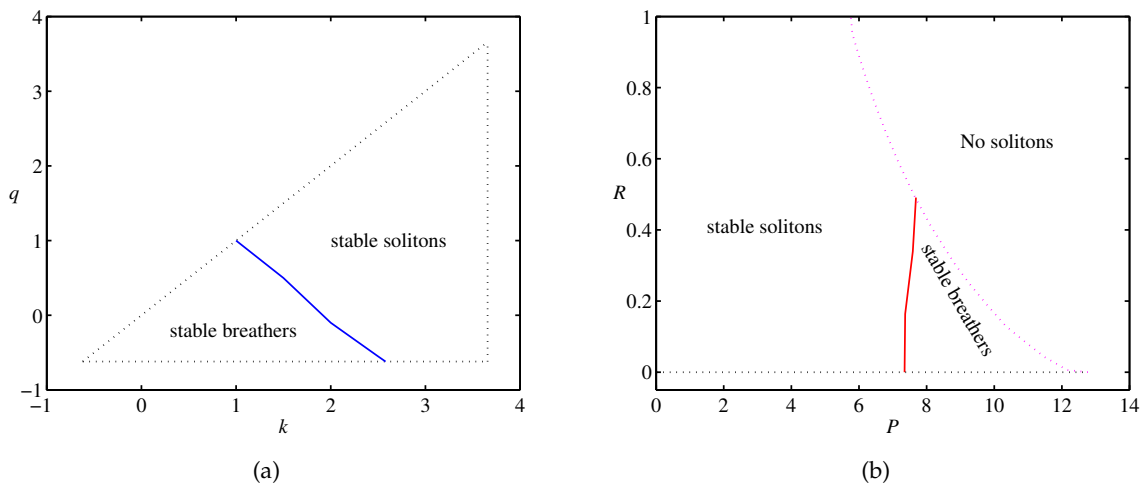 4
3
2
1
0
−1
q
−1 0 1 2 3 4
k
stable solitons
stable breathers
(a)
1
0.8
0.6
0.4
0.2
0
R
0 2 4 6 8 10 12 14
P
No solitons
stable solitons
stable breathers
(b)